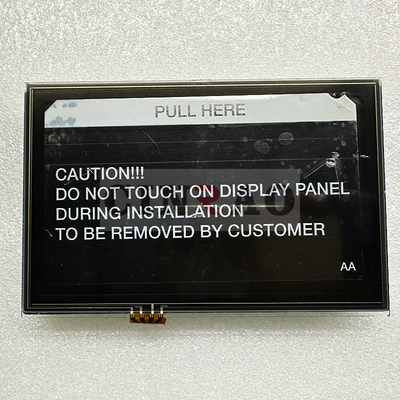 PULL HERE
CAUTION!!!
DO NOT TOUCH ON DISPLAY PANEL
DURING INSTALLATION
TO BE REMOVED BY CUSTOMER
AA